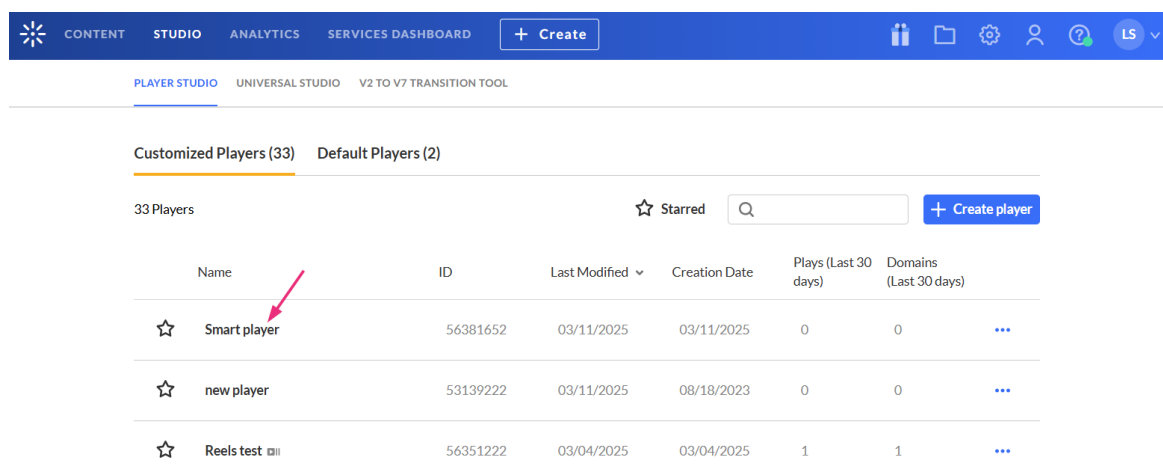 CONTENT STUDIO ANALYTICS SERVICES DASHBOARD + Create LS
PLAYER STUDIO UNIVERSAL STUDIO V2 TO V7 TRANSITION TOOL
Customized Players (33) Default Players (2)
33 Players Starred + Create player
Name ID Last Modified Creation Date Plays (Last 30 days) Domains (Last 30 days)
Smart player 56381652 03/11/2025 03/11/2025 0 0
new player 53139222 03/11/2025 08/18/2023 0 0
Reels test 56351222 03/04/2025 03/04/2025 1 1